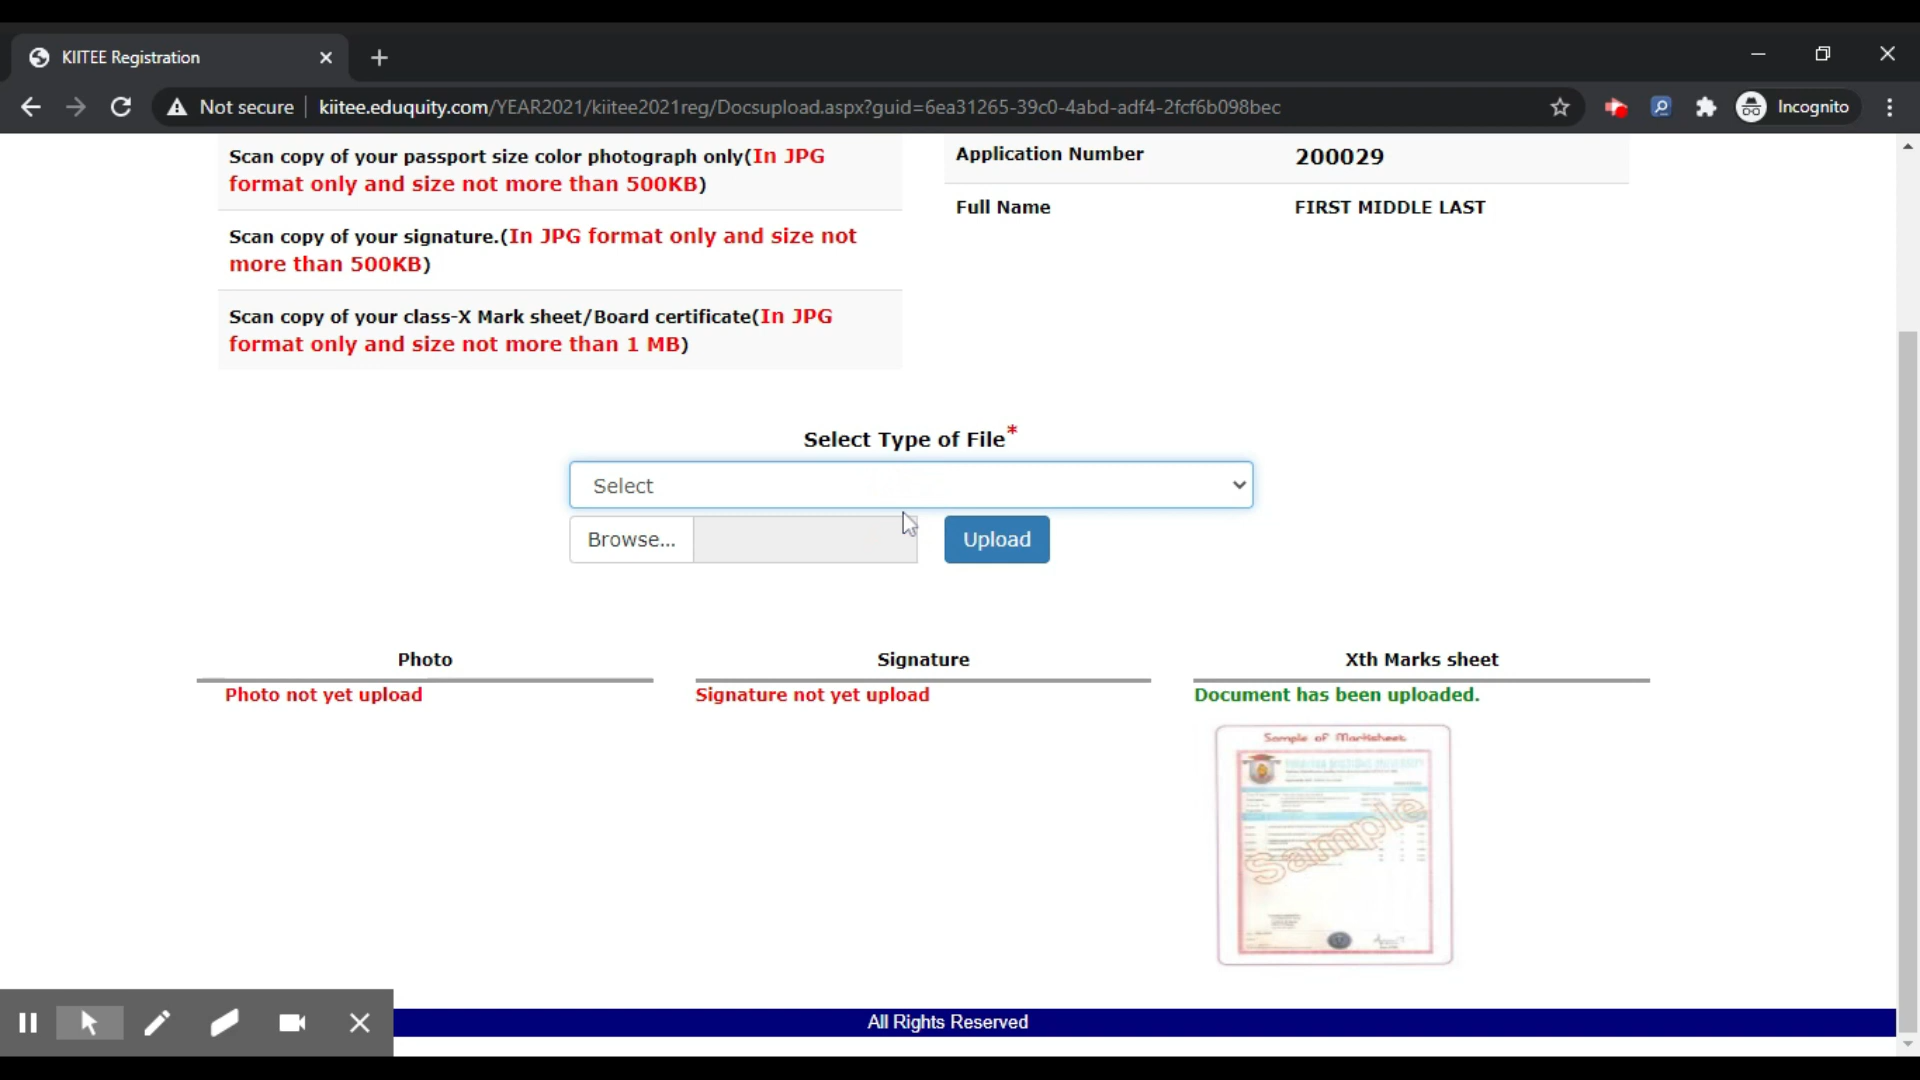 KIITEE Registration
Not secure
kiitee.eduquity.com/YEAR2021/kiitee2021reg/Docsupload.aspx?guid=6ea31265-39c0-4abd-adf4-2fcf6b098bec
Incognito
Scan copy of your passport size color photograph only(In JPG
format only and size not more than 500KB)
Scan copy of your signature.(In JPG format only and size not
more than 500KB)
Scan copy of your class-X Mark sheet/Board certificate(In JPG
format only and size not more than 1 MB)
Application Number 200029
Full Name FIRST MIDDLE LAST
Select Type of File*
Select
Browse...
Upload
Photo
Signature
Xth Marks sheet
Photo not yet upload
Signature not yet upload
Document has been uploaded.
Sample of Marksheet
Sample
All Rights Reserved